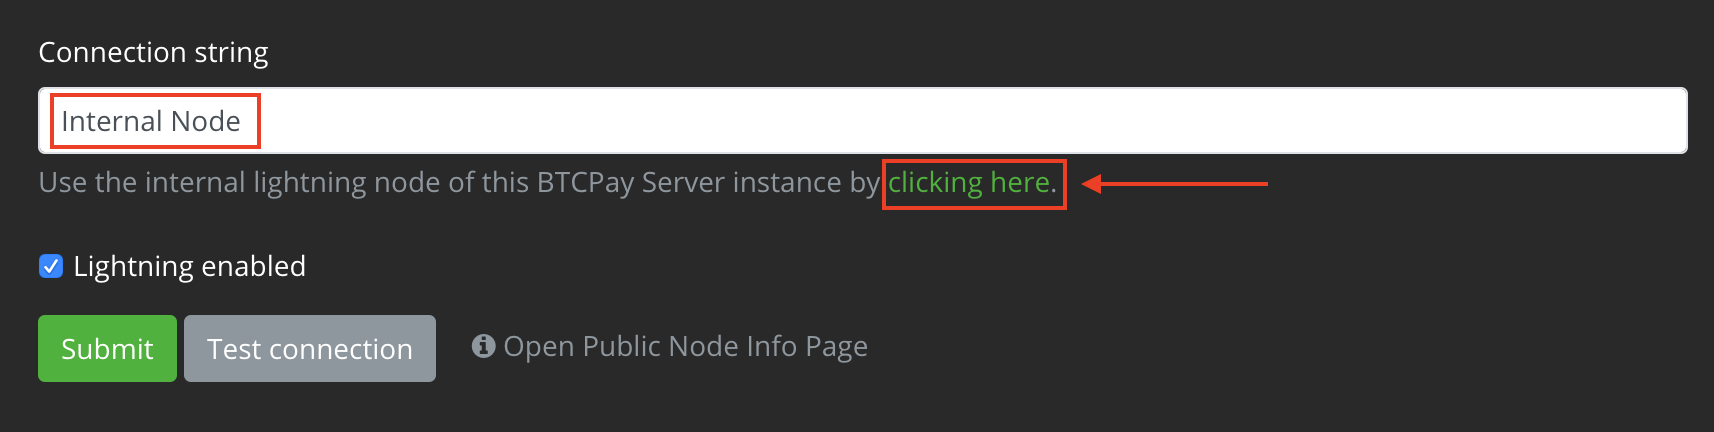 Connection string
Internal Node
Use the internal lightning node of this BTCPay Server instance by clicking here.
Lightning enabled
Submit Test connection Open Public Node Info Page